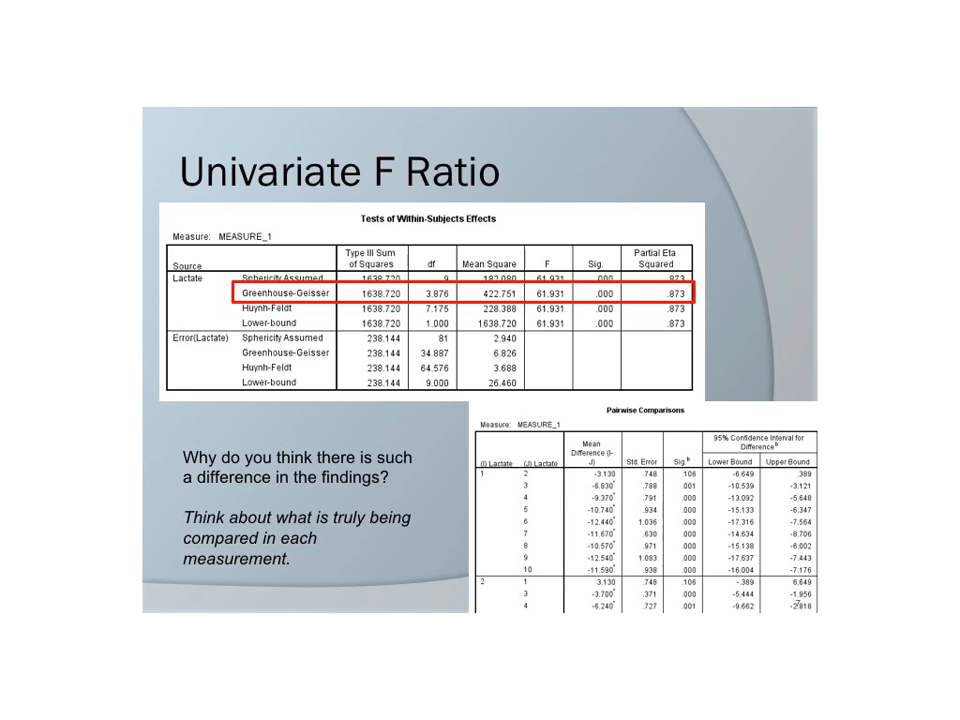 Univariate F Ratio
Tests of Within-Subjects Effects
Measure: MEASURE_1
Source Type III Sum of Squares df Mean Square F Sig. Partial Eta Squared
Lactate Sphericity Assumed 1638.720 9 182.080 61.931 .000 .873
Greenhouse-Geisser 1638.720 3.876 422.751 61.931 .000 .873
Huynh-Feldt 1638.720 7.175 228.388 61.931 .000 .873
Lower-bound 1638.720 1.000 1638.720 61.931 .000 .873
Error(Lactate) Sphericity Assumed 238.144 81 2.940
Greenhouse-Geisser 238.144 34.887 6.826
Huynh-Feldt 238.144 64.576 3.688
Lower-bound 238.144 9.000 26.460
Why do you think there is such
a difference in the findings?
Think about what is truly being
compared in each
measurement.
Pairwise Comparisons
Measure: MEASURE_1
(I) Lactate (J) Lactate Mean Difference (I-J) Std. Error Sig.b 95% Confidence Interval for Differenceb Lower Bound Upper Bound
1 2 -3.130 .748 .106 -6.649 .389
3 -6.830* .788 .001 -10.539 -3.121
4 -9.370* .791 .000 -13.092 -5.648
5 -10.740* .934 .000 -15.133 -6.347
6 -12.440* 1.036 .000 -17.316 -7.564
7 -11.670* .630 .000 -14.634 -8.706
8 -10.570* .971 .000 -15.138 -6.002
9 -12.540* 1.083 .000 -17.637 -7.443
10 -11.590* .938 .000 -16.004 -7.176
2 1 3.130 .748 .106 -.389 6.649
3 -3.700* .371 .000 -5.444 -1.956
4 -6.240* .727 .001 -9.662 -2.818
7